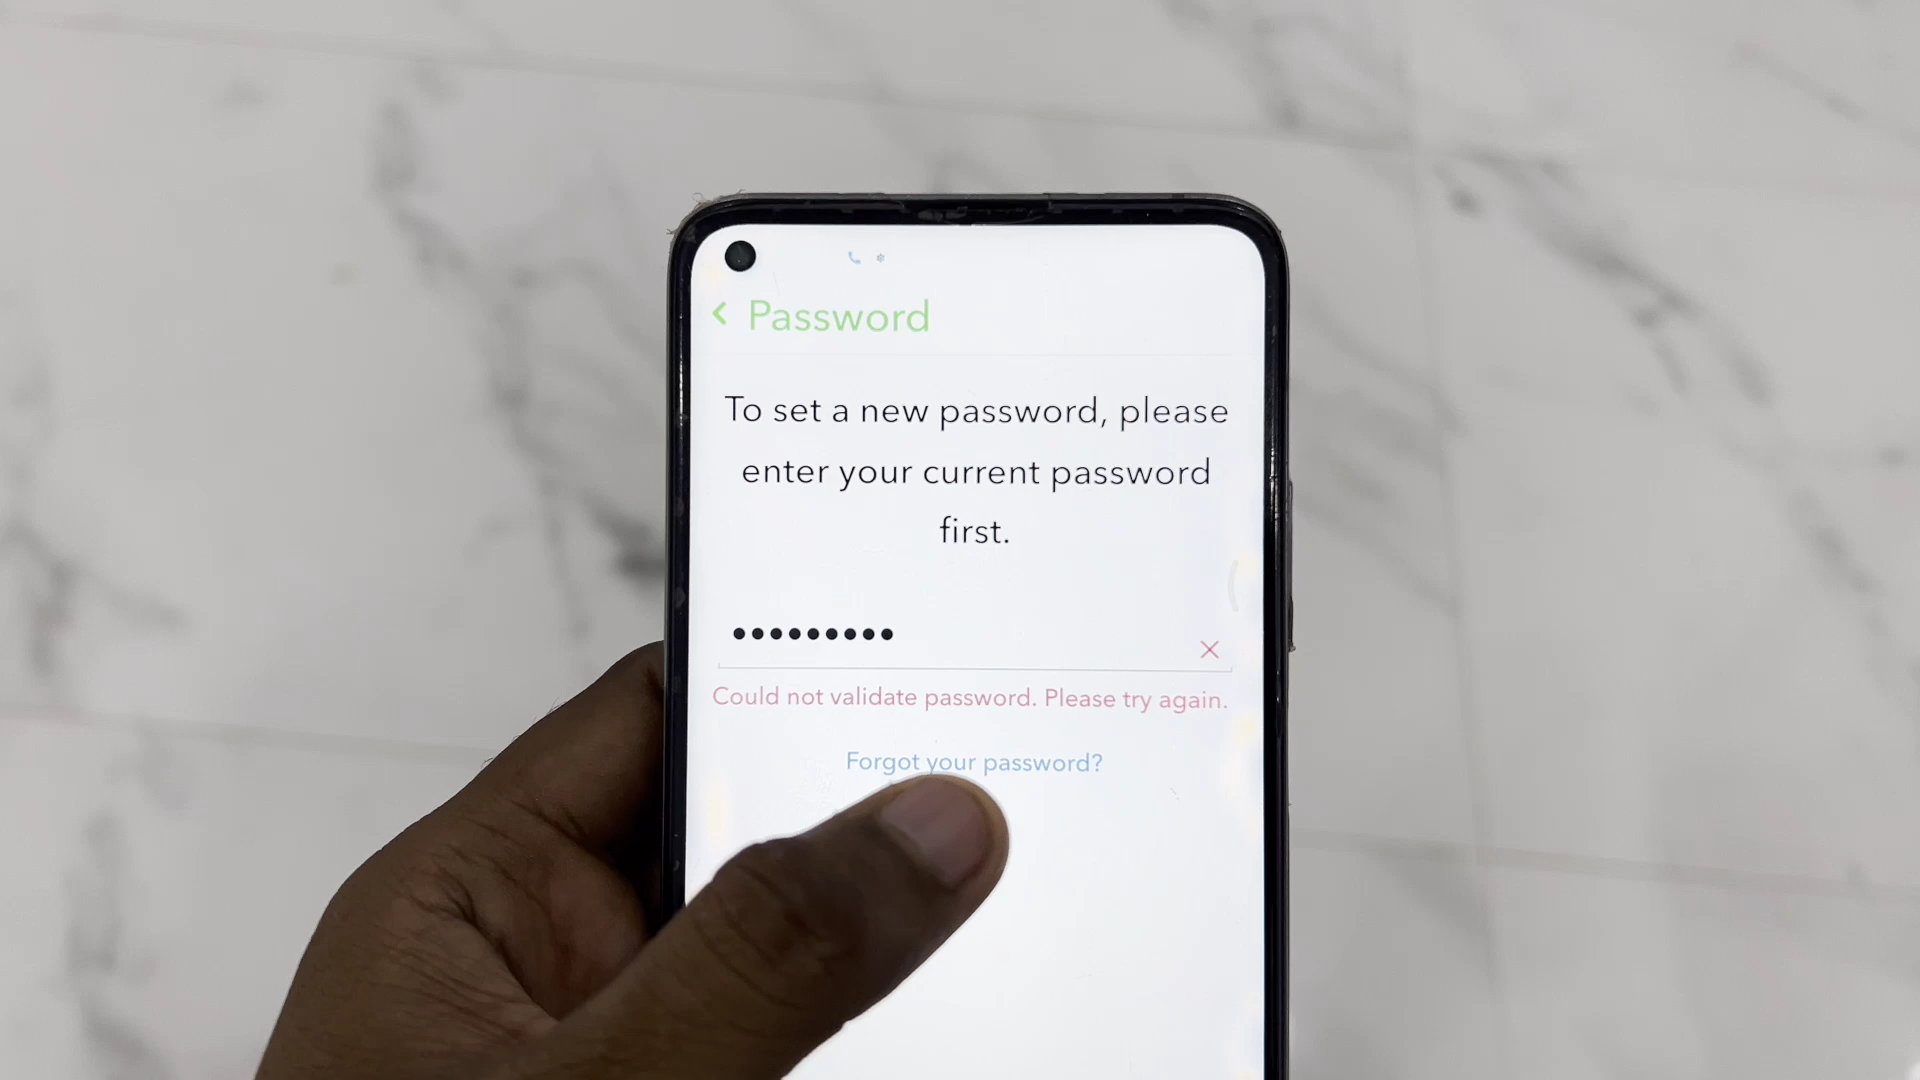 Password
To set a new password, please
enter your current password
first.
•••••••••
Could not validate password. Please try again.
Forgot your password?